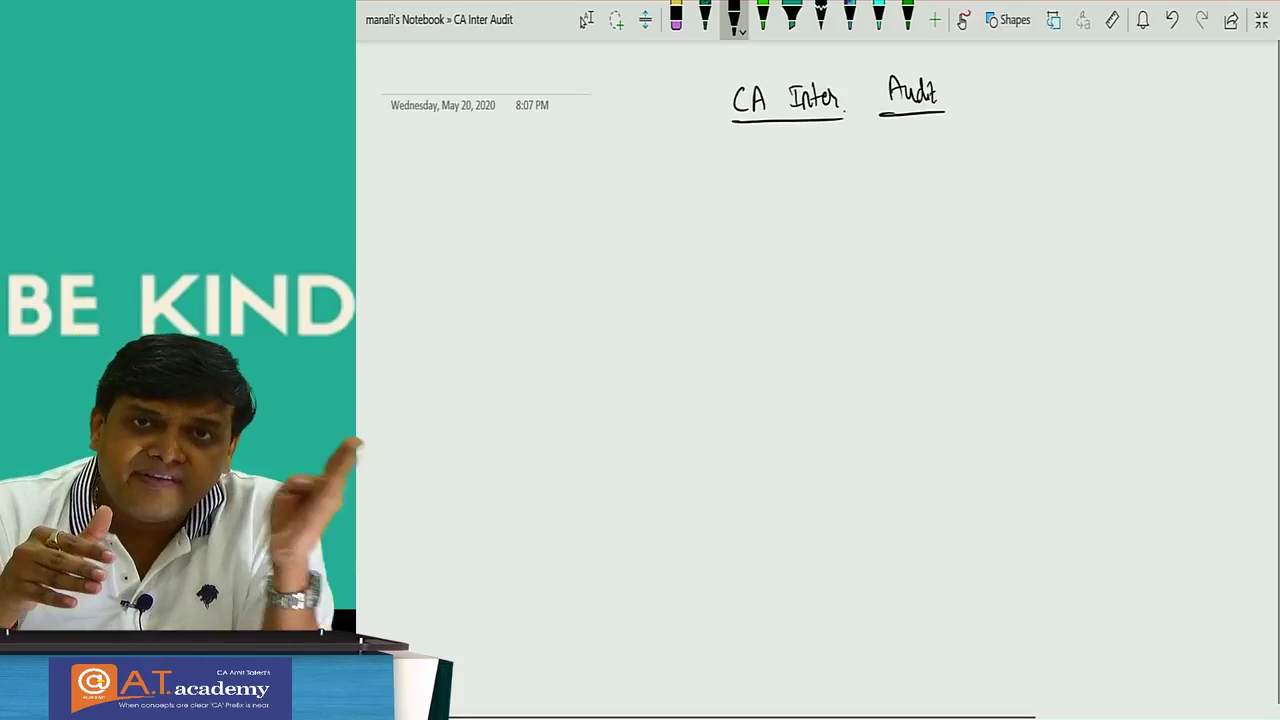 manali's Notebook » CA Inter Audit
Shapes
Wednesday, May 20, 2020 8:07 PM
CA Inter. Audit
BE KIND
CA Amit Tated's
@A.T. academy
ACADEMY
When concepts are clear 'CA' Prefix is near.